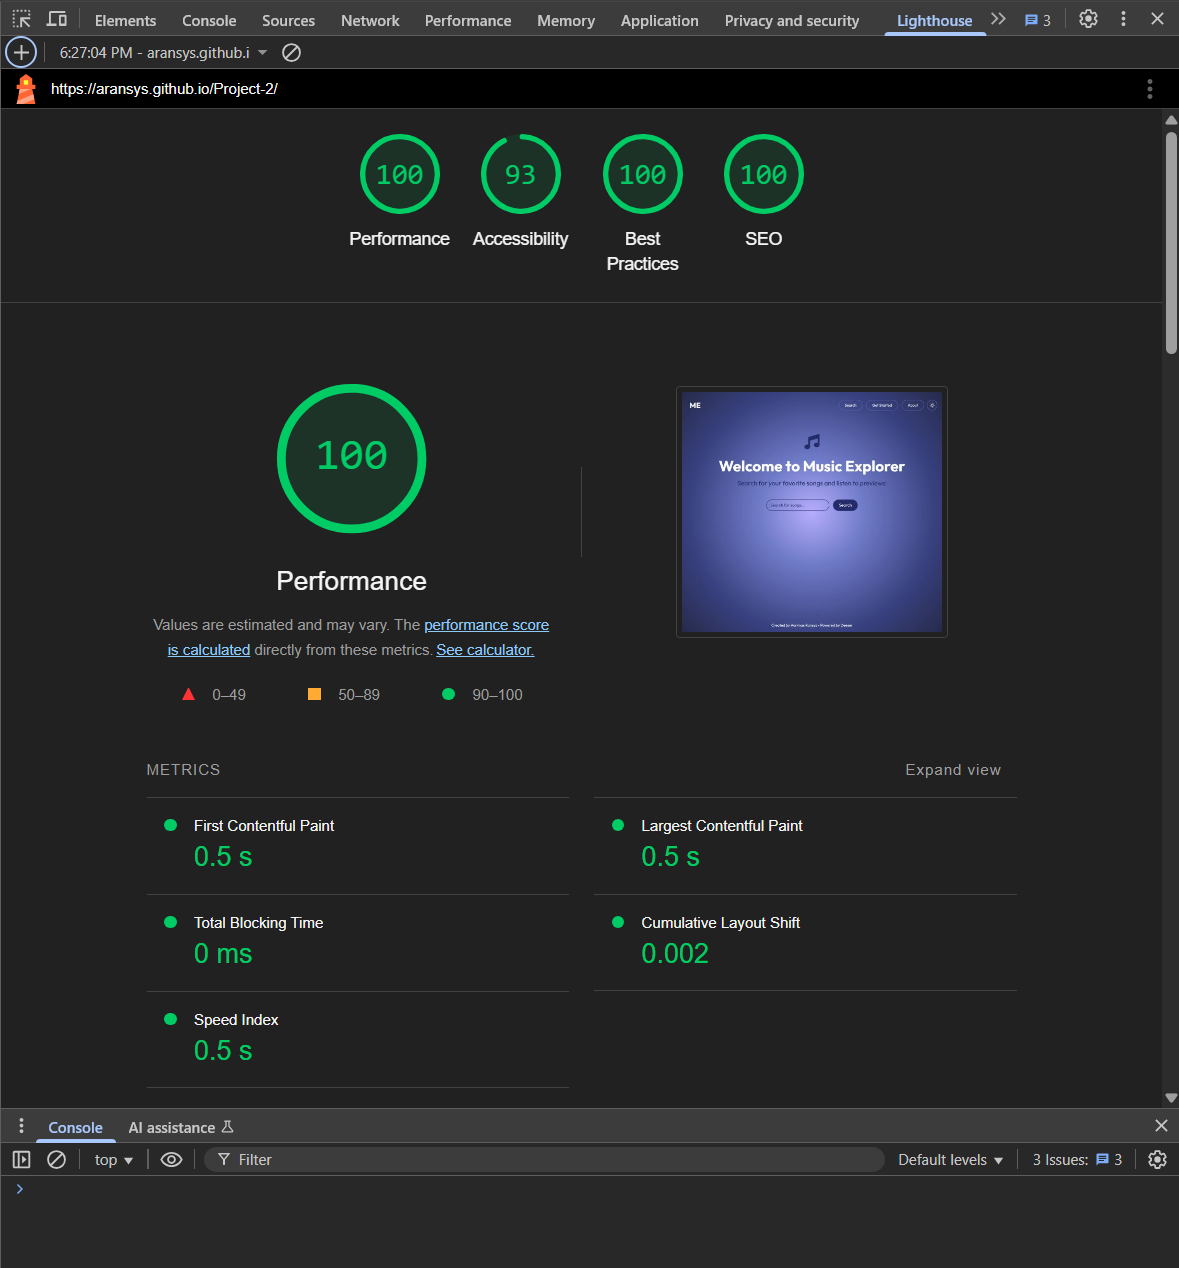 Elements Console Sources Network Performance Memory Application Privacy and security Lighthouse 3
6:27:04 PM - aransys.github.i
https://aransys.github.io/Project-2/
100 93 100 100
Performance Accessibility Best Practices SEO
100
Performance
Values are estimated and may vary. The performance score
is calculated directly from these metrics. See calculator.
0–49 50–89 90–100
ME Search Get Started About
Welcome to Music Explorer
Search for your favorite songs and listen to previews!
Search for songs... Search
METRICS Expand view
First Contentful Paint
0.5 s
Largest Contentful Paint
0.5 s
Total Blocking Time
0 ms
Cumulative Layout Shift
0.002
Speed Index
0.5 s
Console AI assistance
top Filter Default levels 3 Issues: 3